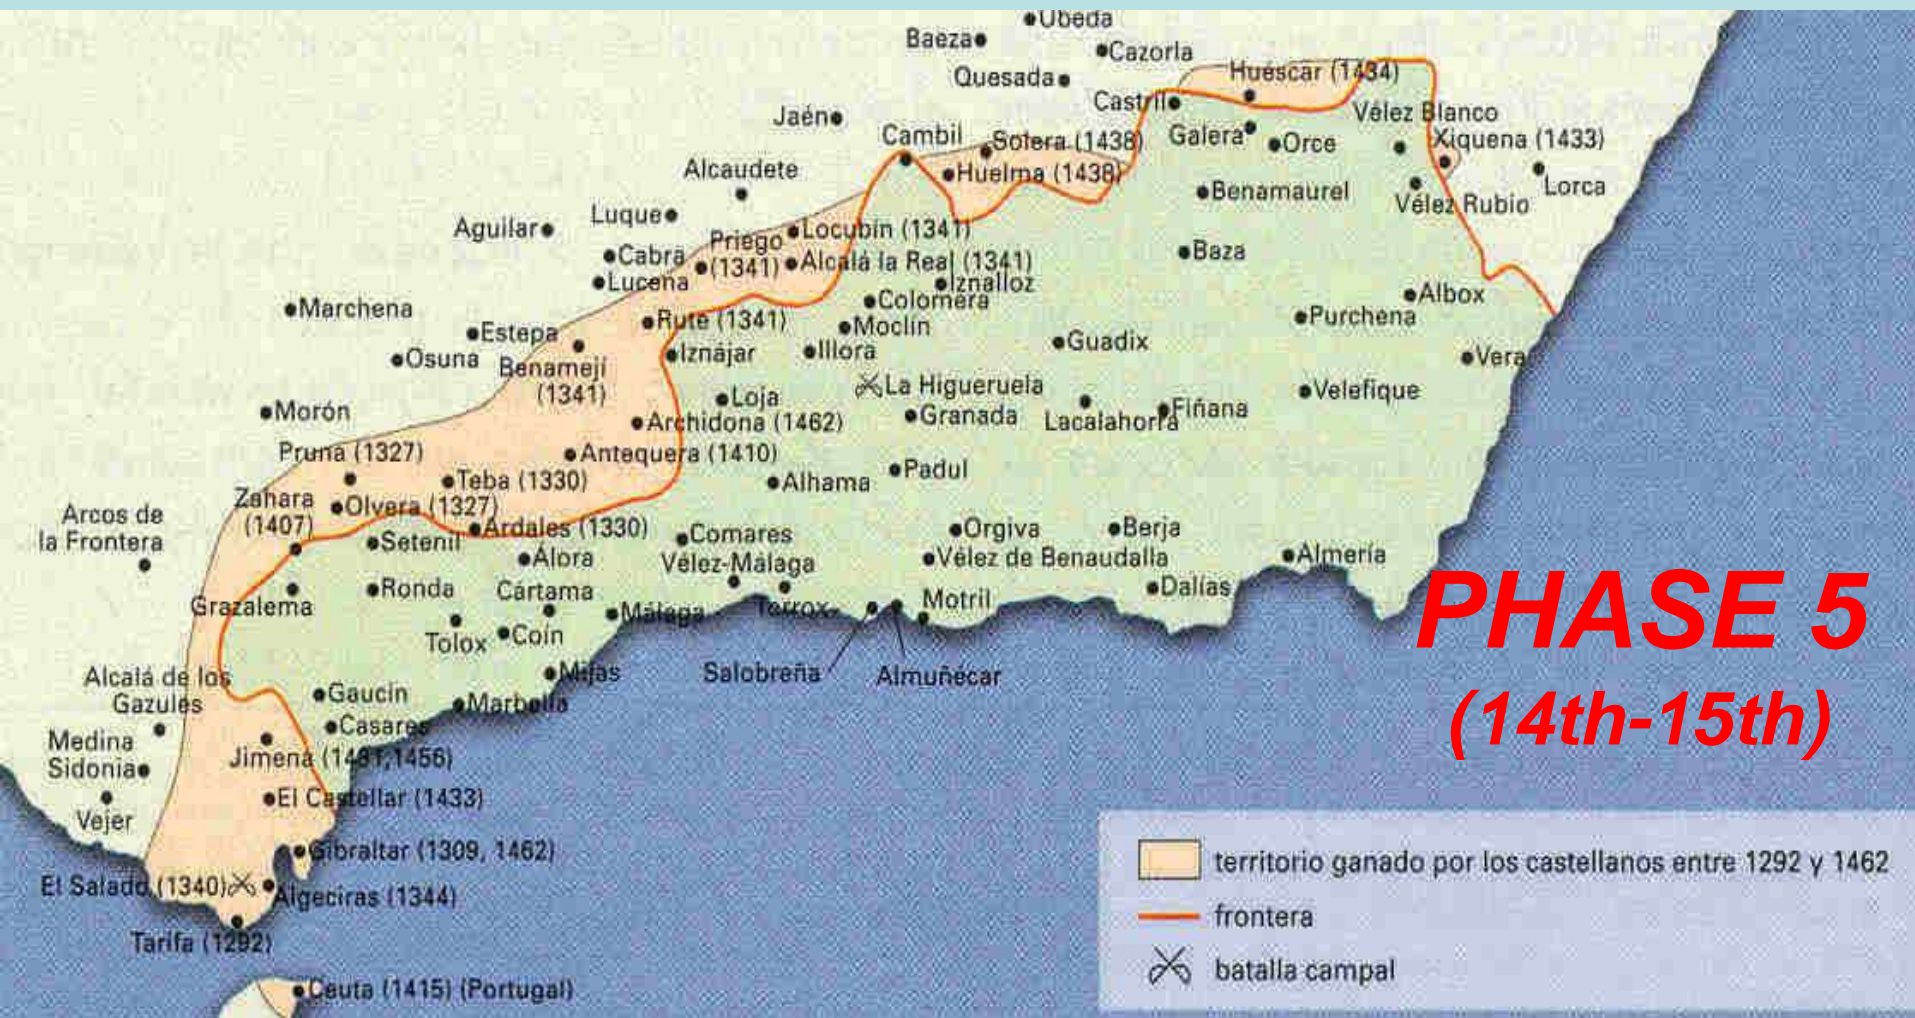 Úbeda
Baeza
Cazorla
Quesada
Huéscar (1434)
Castril
Jaén
Vélez Blanco
Cambil
Solera (1438)
Galera
Orce
Xiquena (1433)
Alcaudete
Huelma (1438)
Lorca
Benamaurel
Vélez Rubio
Luque
Aguilar
Locubín (1341)
Priego
(1341)
Cabra
Alcalá la Real (1341)
Baza
Lucena
Iznalloz
Colomera
Albox
Marchena
Rute (1341)
Moclín
Purchena
Estepa
Osuna
Iznájar
Illora
Guadix
Vera
Benamejí
(1341)
La Higueruela
Velefique
Loja
Morón
Archidona (1462)
Granada
Lacalahorra
Fiñana
Pruna (1327)
Antequera (1410)
Padul
Teba (1330)
Alhama
Zahara
(1407)
Olvera (1327)
Arcos de
la Frontera
Ardales (1330)
Setenil
Comares
Orgiva
Berja
Álora
Vélez-Málaga
Vélez de Benaudalla
Almería
Grazalema
Ronda
Cártama
Dalías
Málaga
Torrox
Motril
Tolox
Coín
Salobreña
Almuñécar
Mijas
Alcalá de los
Gazules
Gaucín
Marbella
Casares
Medina
Sidonia
Jimena (1431,1456)
El Castellar (1433)
Vejer
Gibraltar (1309, 1462)
El Salado (1340)
Algeciras (1344)
Tarifa (1292)
Ceuta (1415) (Portugal)
PHASE 5
(14th-15th)
territorio ganado por los castellanos entre 1292 y 1462
frontera
batalla campal